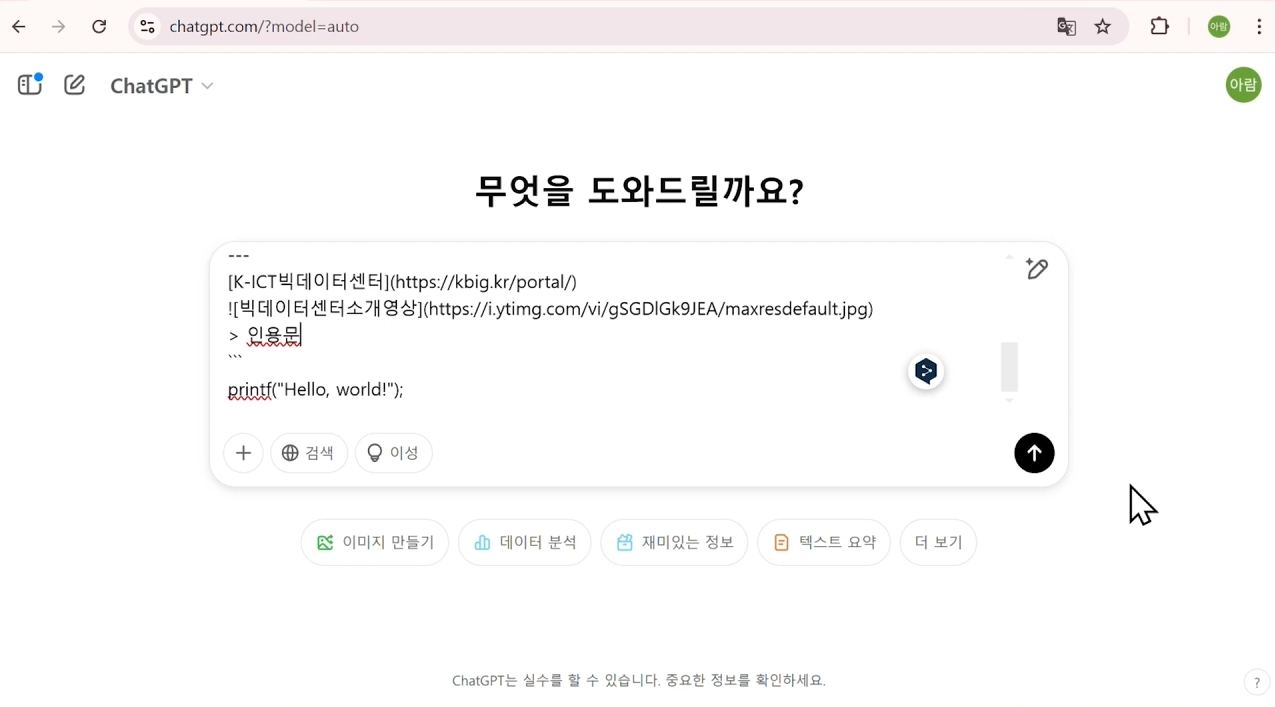 chatgpt.com/?model=auto
아람
ChatGPT
아람
무엇을 도와드릴까요?
---
[K-ICT빅데이터센터](https://kbig.kr/portal/)
![빅데이터센터소개영상](https://i.ytimg.com/vi/gSGDlGk9JEA/maxresdefault.jpg)
> 인용문
```
printf("Hello, world!");
검색
이성
이미지 만들기
데이터 분석
재미있는 정보
텍스트 요약
더 보기
ChatGPT는 실수를 할 수 있습니다. 중요한 정보를 확인하세요.
?